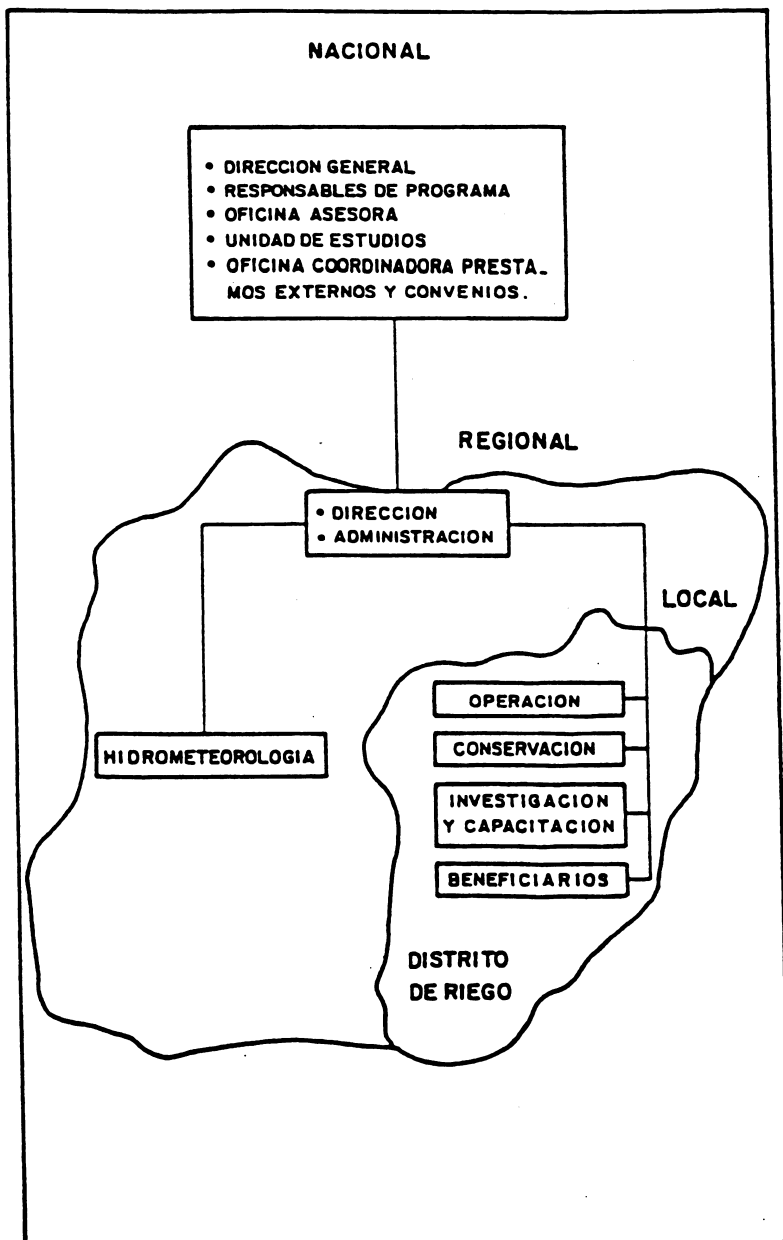 NACIONAL
• DIRECCION GENERAL
• RESPONSABLES DE PROGRAMA
• OFICINA ASESORA
• UNIDAD DE ESTUDIOS
• OFICINA COORDINADORA PRESTA_
MOS EXTERNOS Y CONVENIOS.
REGIONAL
• DIRECCION
• ADMINISTRACION
LOCAL
OPERACION
CONSERVACION
HIDROMETEOROLOGIA
INVESTIGACION
Y CAPACITACION
BENEFICIARIOS
DISTRITO
DE RIEGO